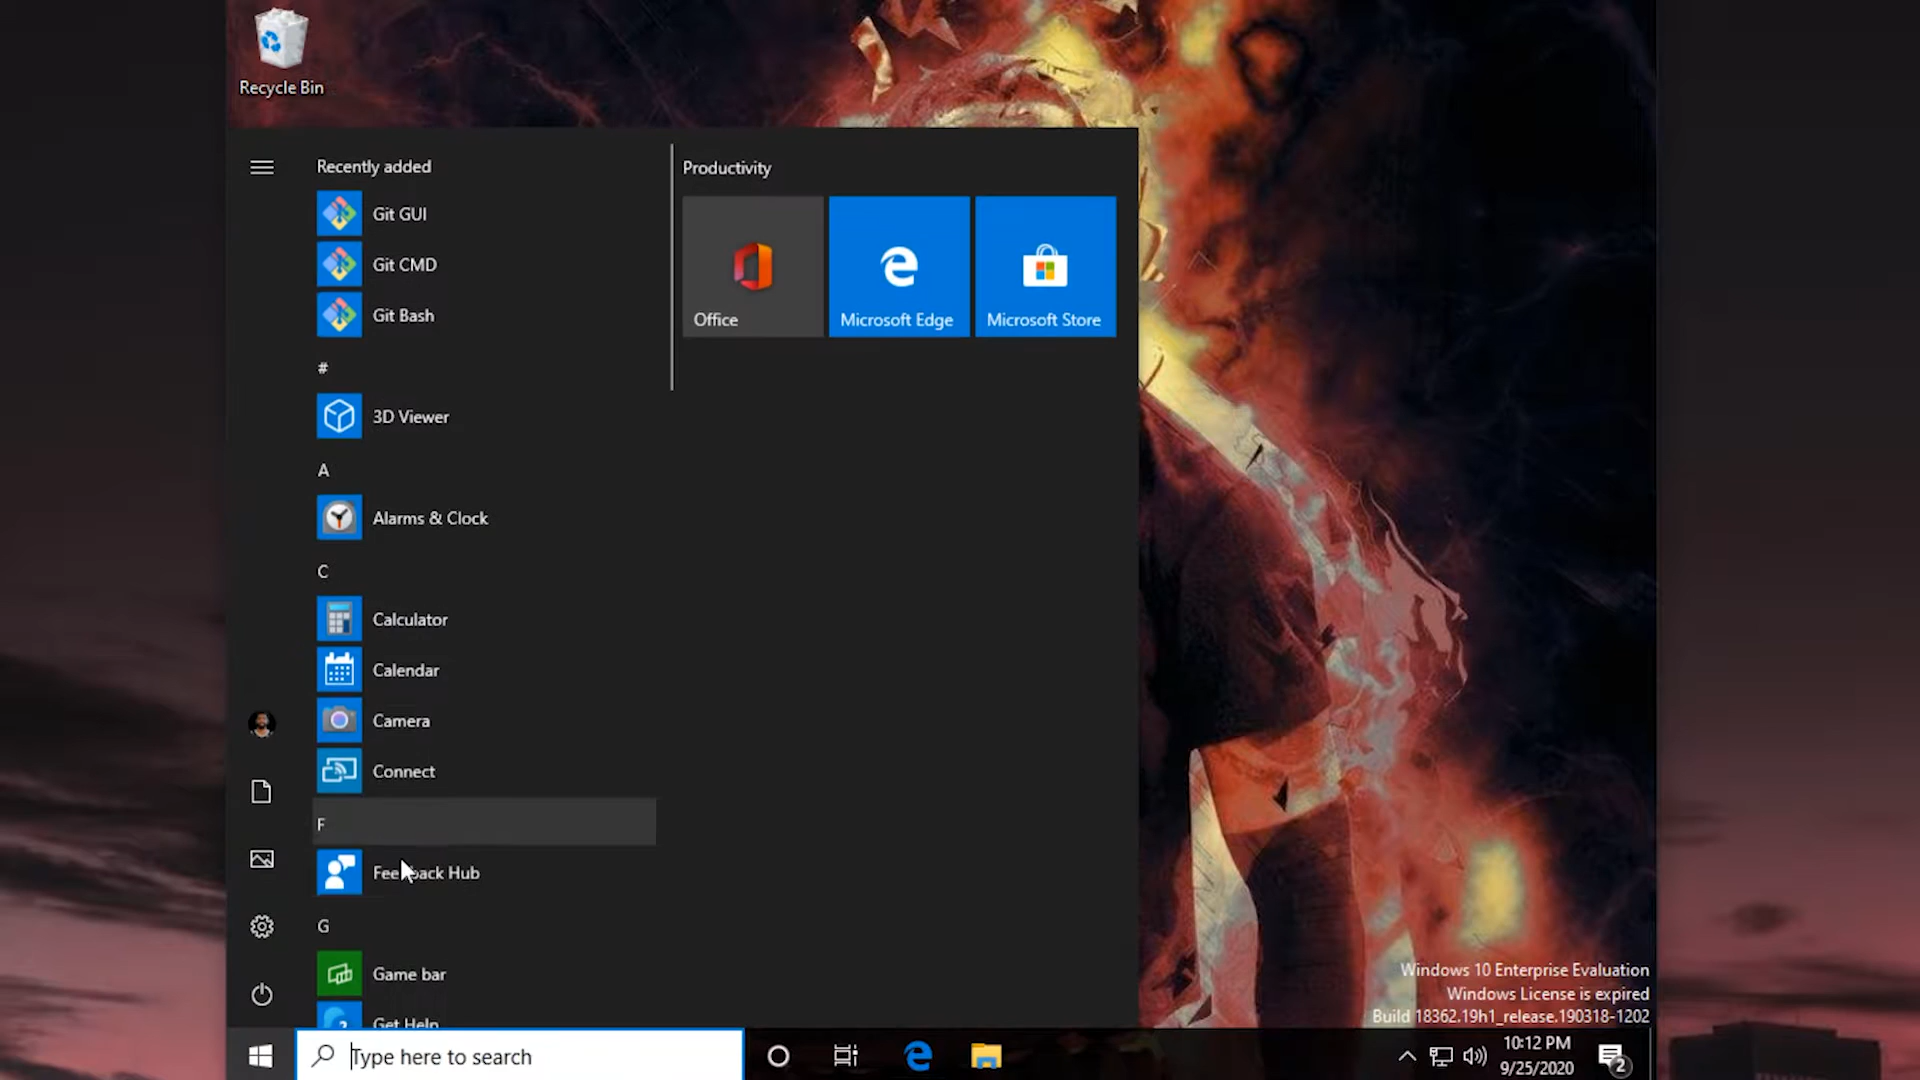 Recycle Bin
Recently added
Git GUI
Git CMD
Git Bash
#
3D Viewer
A
Alarms & Clock
C
Calculator
Calendar
Camera
Connect
F
Feedback Hub
G
Game bar
Get Help
Productivity
Office
Microsoft Edge
Microsoft Store
Windows 10 Enterprise Evaluation
Windows License is expired
Build 18362.19h1_release.190318-1202
Type here to search
10:12 PM
9/25/2020
2